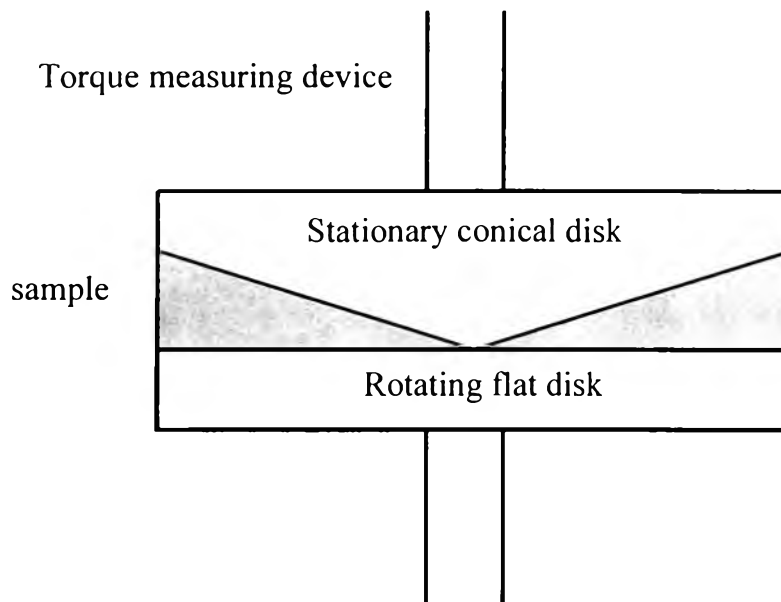 Torque measuring device
Stationary conical disk
sample
Rotating flat disk